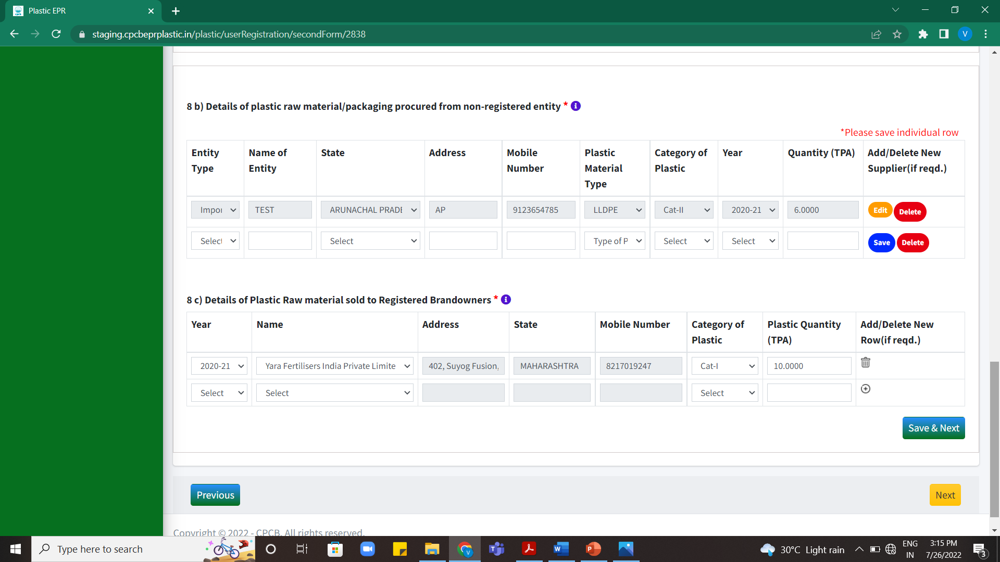 Plastic EPR
staging.cpcbeprplastic.in/plastic/userRegistration/secondForm/2838
V
8 b) Details of plastic raw material/packaging procured from non-registered entity *
*Please save individual row
Entity Type Name of Entity State Address Mobile Number Plastic Material Type Category of Plastic Year Quantity (TPA) Add/Delete New Supplier(if reqd.)
Impor TEST ARUNACHAL PRADE AP 9123654785 LLDPE Cat-II 2020-21 6.0000 Edit Delete
Select Select Type of P Select Select Save Delete
8 c) Details of Plastic Raw material sold to Registered Brandowners *
Year Name Address State Mobile Number Category of Plastic Plastic Quantity (TPA) Add/Delete New Row(if reqd.)
2020-21 Yara Fertilisers India Private Limite 402, Suyog Fusion, MAHARASHTRA 8217019247 Cat-I 10.0000
Select Select Select
Save & Next
Previous Next
Copyright © 2022 - CPCB. All rights reserved.
Type here to search
30°C Light rain
ENG IN
3:15 PM
7/26/2022
3